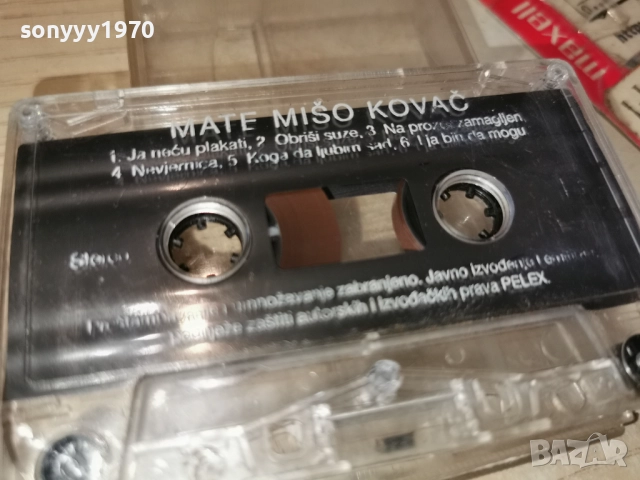 sonyyy1970
maxell
MATE MIŠO KOVAČ
1. Ja neću plakati, 2. Obriši suze, 3. Na prozor zamagljen
4. Nevjernica, 5. Koga da ljubim sad, 6. I ja bih da mogu
Stereo
umnožavanje zabranjeno. Javno izvođenje i
zaštiti autorskih i izvođačkih prava PELEX.
BAZAR